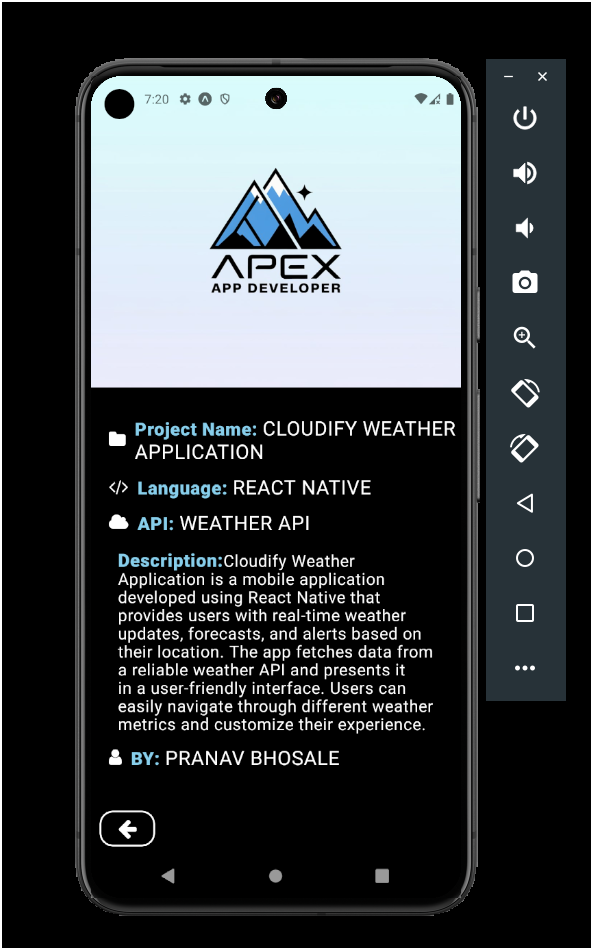 7:20
APEX
APP DEVELOPER
Project Name: CLOUDIFY WEATHER
APPLICATION
Language: REACT NATIVE
API: WEATHER API
Description:Cloudify Weather
Application is a mobile application
developed using React Native that
provides users with real-time weather
updates, forecasts, and alerts based on
their location. The app fetches data from
a reliable weather API and presents it
in a user-friendly interface. Users can
easily navigate through different weather
metrics and customize their experience.
BY: PRANAV BHOSALE